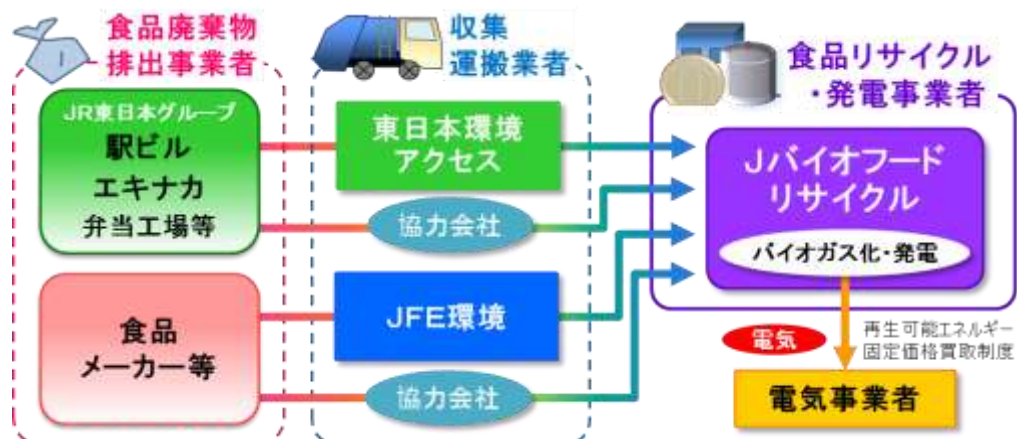 食品廃棄物
排出事業者
収集
運搬業者
食品リサイクル
・発電事業者
JR東日本グループ
駅ビル
エキナカ
弁当工場等
東日本環境
アクセス
協力会社
Jバイオフード
リサイクル
バイオガス化・発電
食品
メーカー等
JFE環境
協力会社
電気
再生可能エネルギー
固定価格買取制度
電気事業者